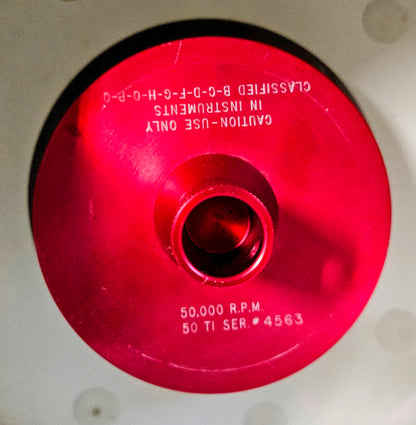 CAUTION-USE ONLY
IN INSTRUMENTS
CLASSIFIED B-C-D-F-G-H-O-P-Q
50,000 R.P.M.
50 TI SER.#4563